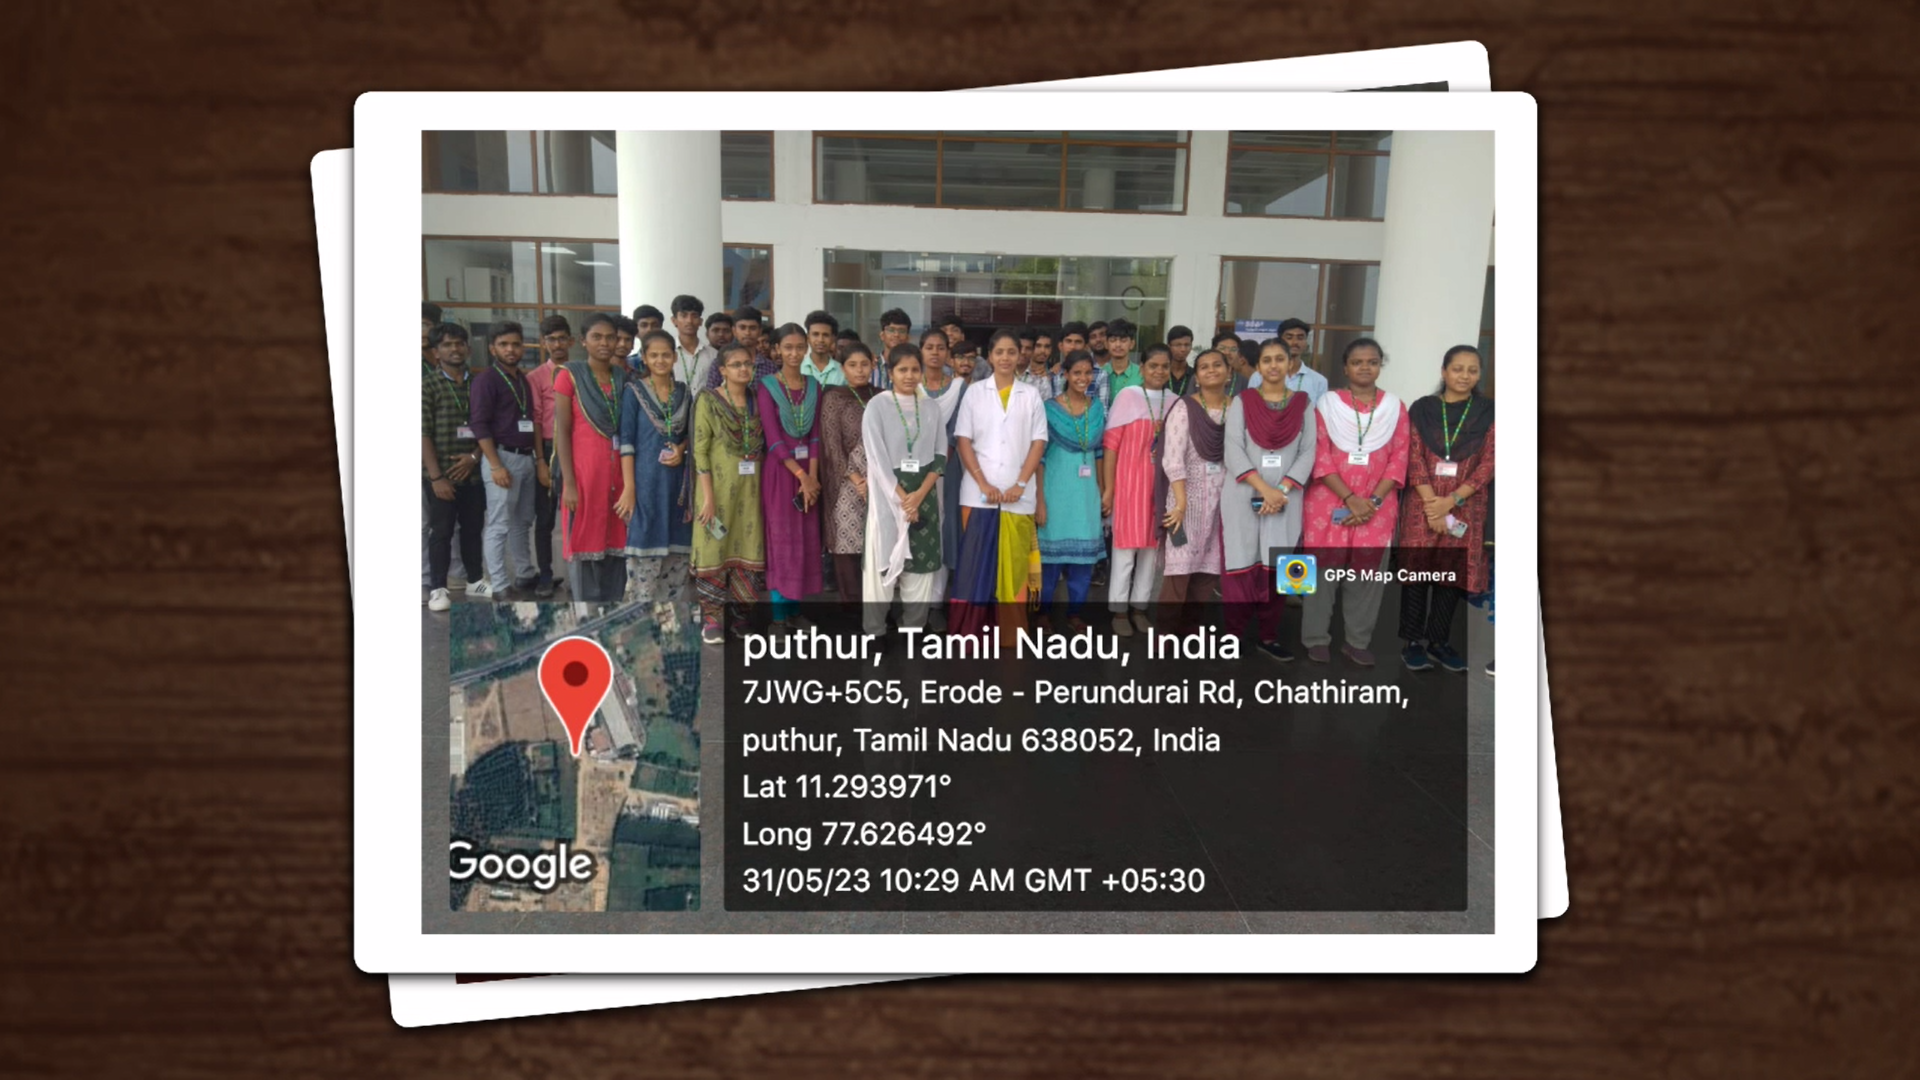 GPS Map Camera
puthur, Tamil Nadu, India
7JWG+5C5, Erode - Perundurai Rd, Chathiram,
puthur, Tamil Nadu 638052, India
Lat 11.293971°
Long 77.626492°
31/05/23 10:29 AM GMT +05:30
Google